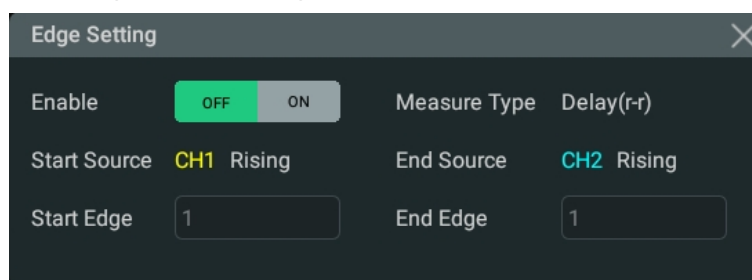 Edge Setting
Enable OFF ON Measure Type Delay(r-r)
Start Source CH1 Rising End Source CH2 Rising
Start Edge 1 End Edge 1